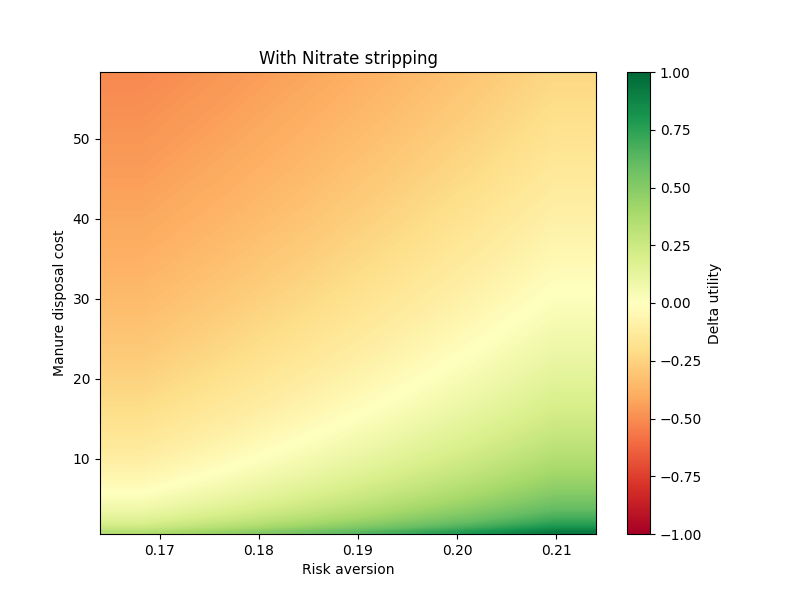 With Nitrate stripping
50
40
30
20
10
Manure disposal cost
0.17 0.18 0.19 0.20 0.21
Risk aversion
1.00
0.75
0.50
0.25
0.00
−0.25
−0.50
−0.75
−1.00
Delta utility